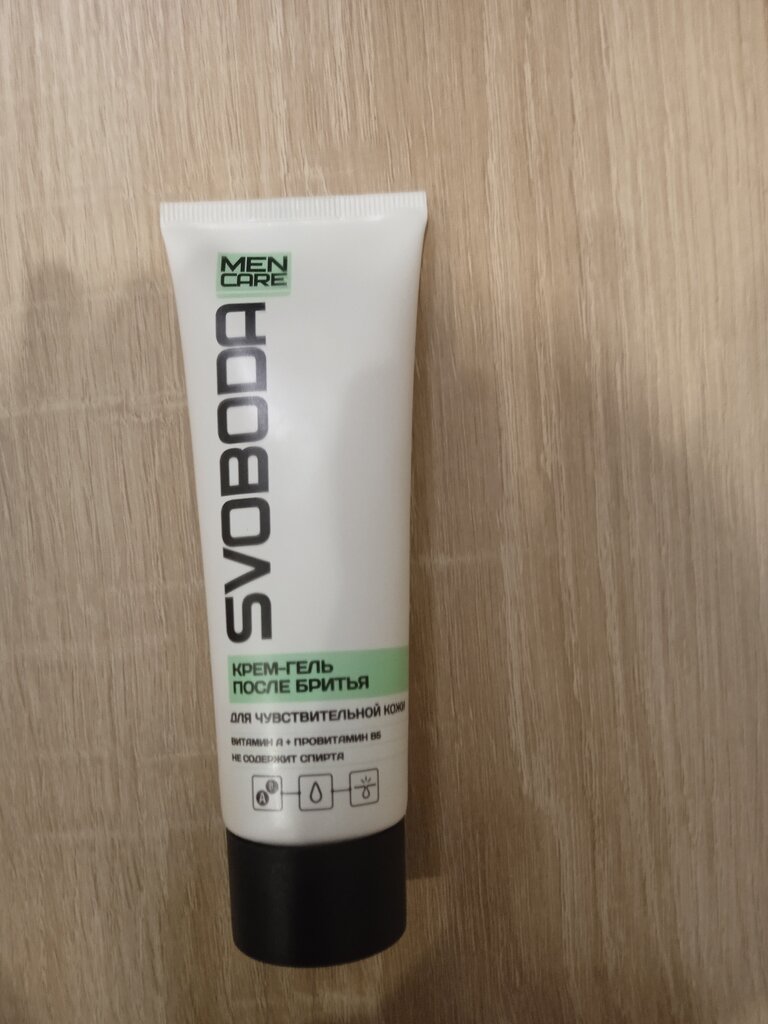 MEN
CARE
SVOBODA
КРЕМ-ГЕЛЬ
ПОСЛЕ БРИТЬЯ
ДЛЯ ЧУВСТВИТЕЛЬНОЙ КОЖИ
ВИТАМИН А + ПРОВИТАМИН B5
НЕ СОДЕРЖИТ СПИРТА
A